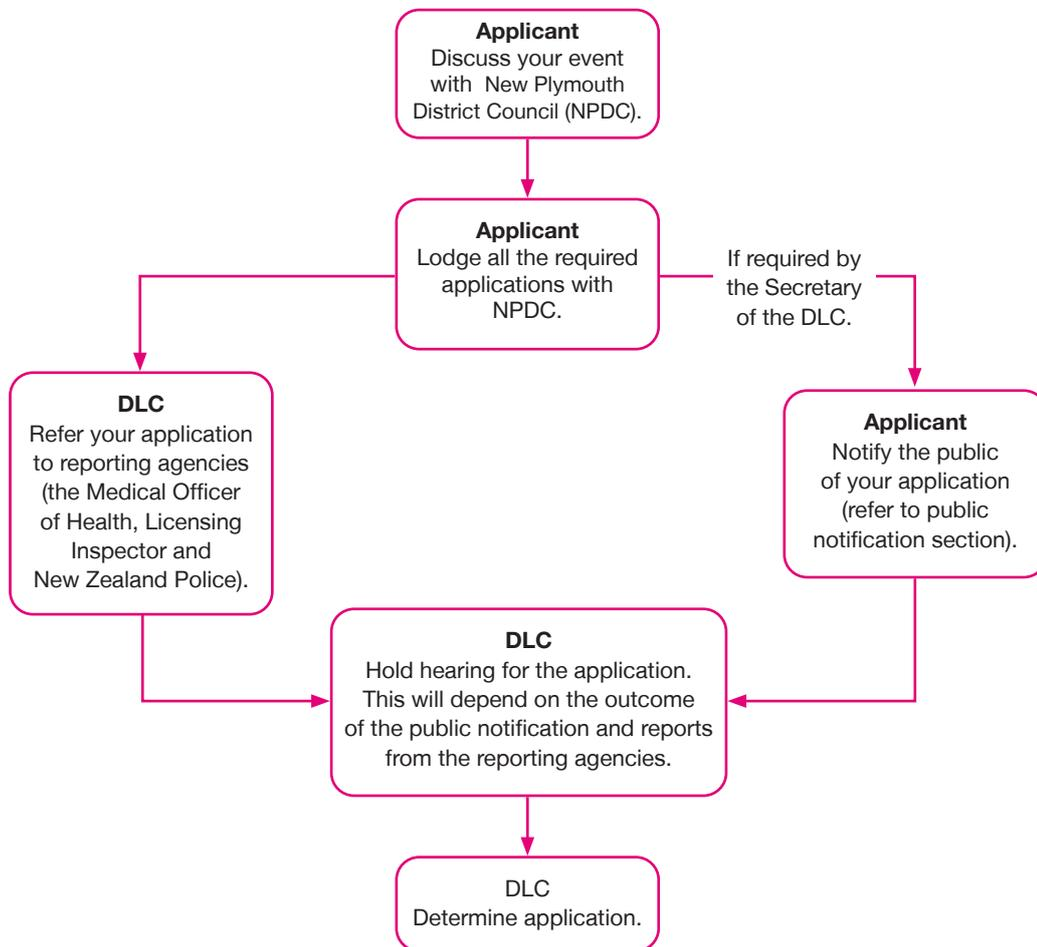 Applicant
Discuss your event
with New Plymouth
District Council (NPDC).
Applicant
Lodge all the required
applications with
NPDC.
If required by
the Secretary
of the DLC.
DLC
Refer your application
to reporting agencies
(the Medical Officer
of Health, Licensing
Inspector and
New Zealand Police).
Applicant
Notify the public
of your application
(refer to public
notification section).
DLC
Hold hearing for the application.
This will depend on the outcome
of the public notification and reports
from the reporting agencies.
DLC
Determine application.